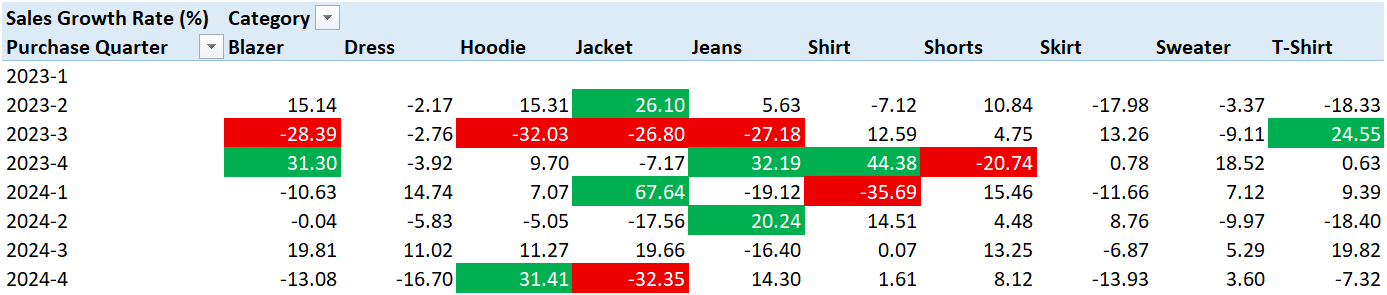 Sales Growth Rate (%) Category
Purchase Quarter Blazer Dress Hoodie Jacket Jeans Shirt Shorts Skirt Sweater T-Shirt
2023-1
2023-2 15.14 -2.17 15.31 26.10 5.63 -7.12 10.84 -17.98 -3.37 -18.33
2023-3 -28.39 -2.76 -32.03 -26.80 -27.18 12.59 4.75 13.26 -9.11 24.55
2023-4 31.30 -3.92 9.70 -7.17 32.19 44.38 -20.74 0.78 18.52 0.63
2024-1 -10.63 14.74 7.07 67.64 -19.12 -35.69 15.46 -11.66 7.12 9.39
2024-2 -0.04 -5.83 -5.05 -17.56 20.24 14.51 4.48 8.76 -9.97 -18.40
2024-3 19.81 11.02 11.27 19.66 -16.40 0.07 13.25 -6.87 5.29 19.82
2024-4 -13.08 -16.70 31.41 -32.35 14.30 1.61 8.12 -13.93 3.60 -7.32